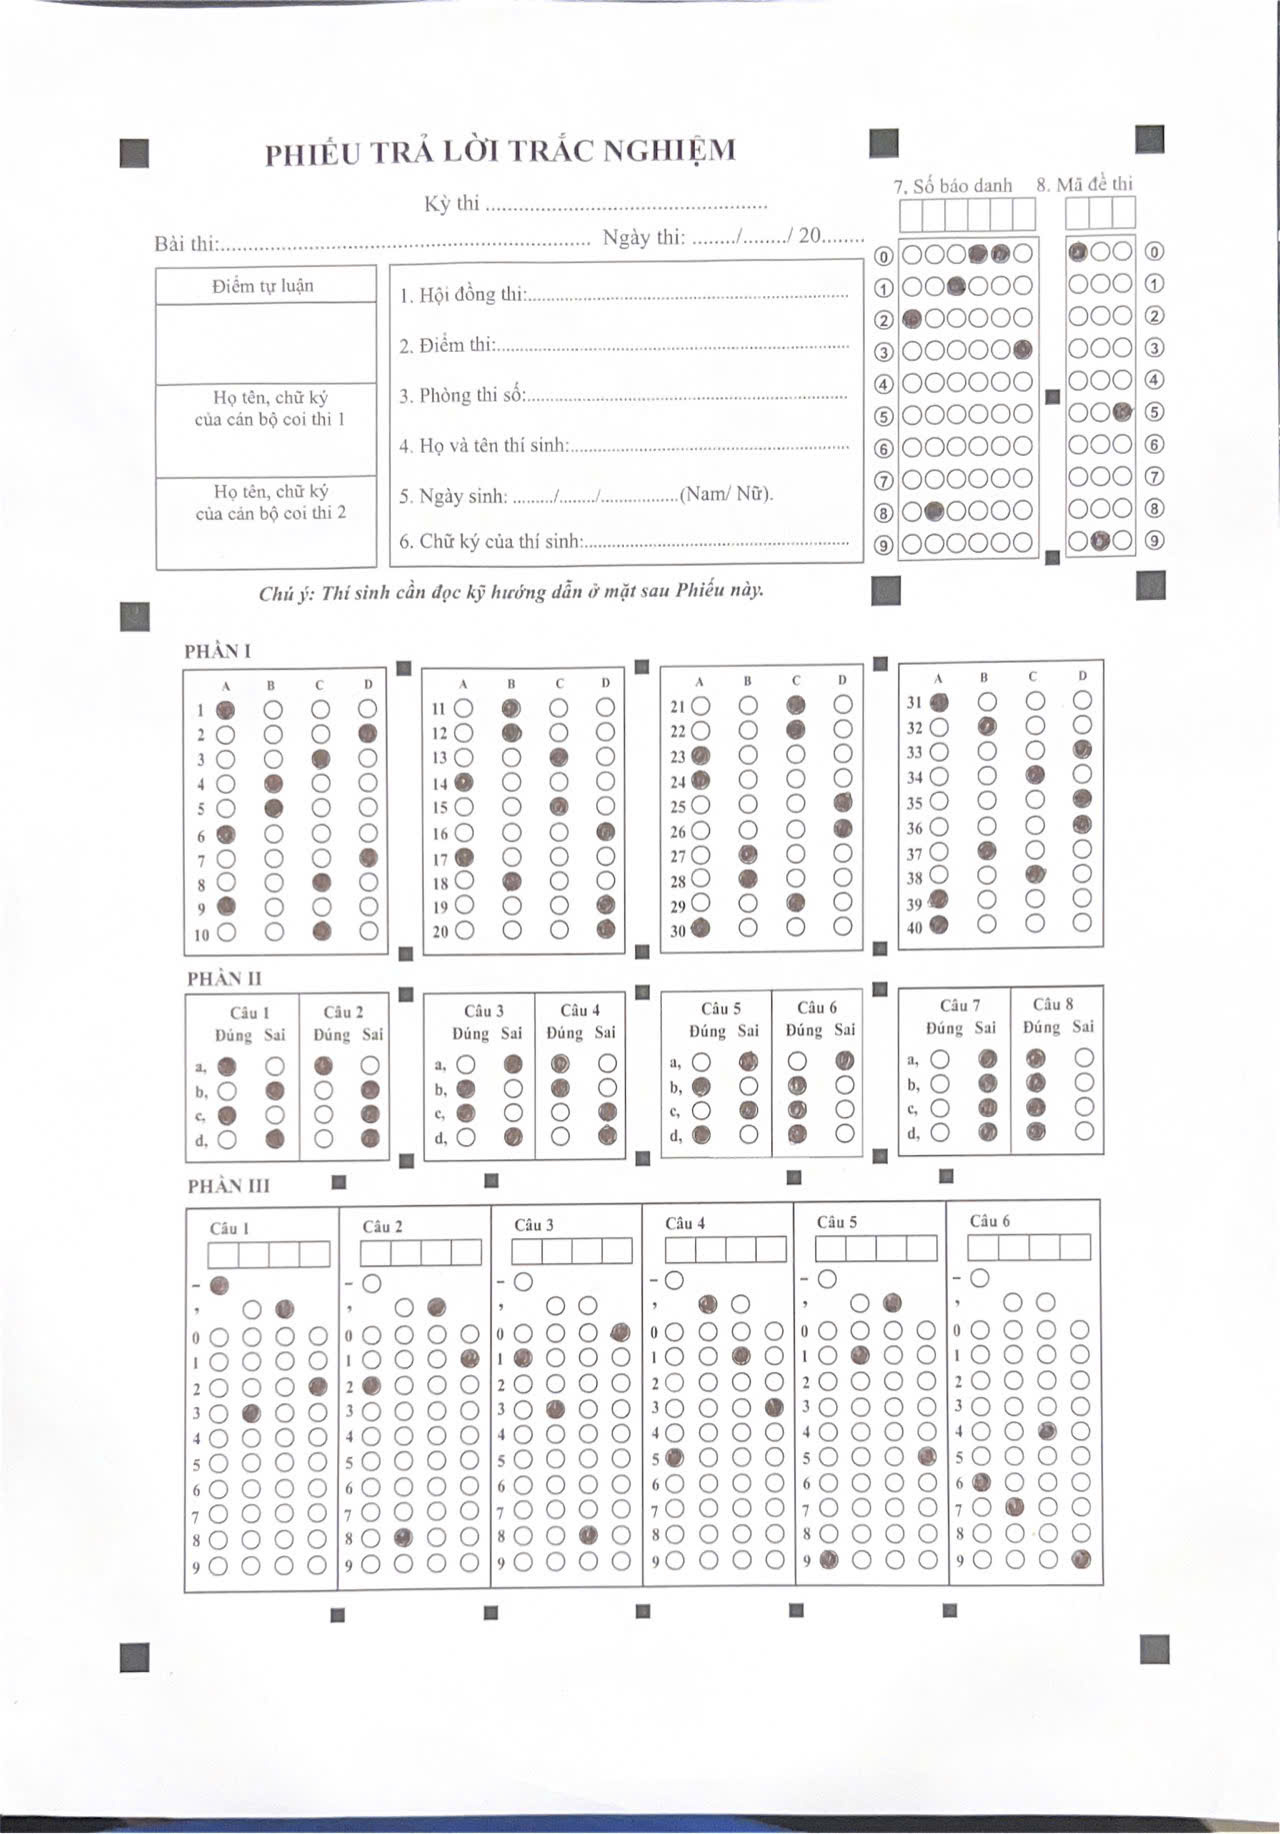 PHIẾU TRẢ LỜI TRẮC NGHIỆM
Kỳ thi ................................................
Bài thi:................................................................ Ngày thi: ......../......../ 20........
7. Số báo danh 8. Mã đề thi
Điểm tự luận
Họ tên, chữ ký
của cán bộ coi thi 1
Họ tên, chữ ký
của cán bộ coi thi 2
1. Hội đồng thi:................................................
2. Điểm thi:................................................
3. Phòng thi số:................................................
4. Họ và tên thí sinh:................................................
5. Ngày sinh: ........./......../.................(Nam/ Nữ).
6. Chữ ký của thí sinh:................................................
0 0
1 1
2 2
3 3
4 4
5 5
6 6
7 7
8 8
9 9
Chú ý: Thí sinh cần đọc kỹ hướng dẫn ở mặt sau Phiếu này.
PHẦN I
A B C D A B C D A B C D A B C D
1 11 21 31
2 12 22 32
3 13 23 33
4 14 24 34
5 15 25 35
6 16 26 36
7 17 27 37
8 18 28 38
9 19 29 39
10 20 30 40
PHẦN II
Câu 1 Câu 2 Câu 3 Câu 4 Câu 5 Câu 6 Câu 7 Câu 8
Đúng Sai Đúng Sai Đúng Sai Đúng Sai Đúng Sai Đúng Sai Đúng Sai Đúng Sai
a, a, a, a,
b, b, b, b,
c, c, c, c,
d, d, d, d,
PHẦN III
Câu 1 Câu 2 Câu 3 Câu 4 Câu 5 Câu 6
- - - - - -
, , , , , ,
0 0 0 0 0 0
1 1 1 1 1 1
2 2 2 2 2 2
3 3 3 3 3 3
4 4 4 4 4 4
5 5 5 5 5 5
6 6 6 6 6 6
7 7 7 7 7 7
8 8 8 8 8 8
9 9 9 9 9 9